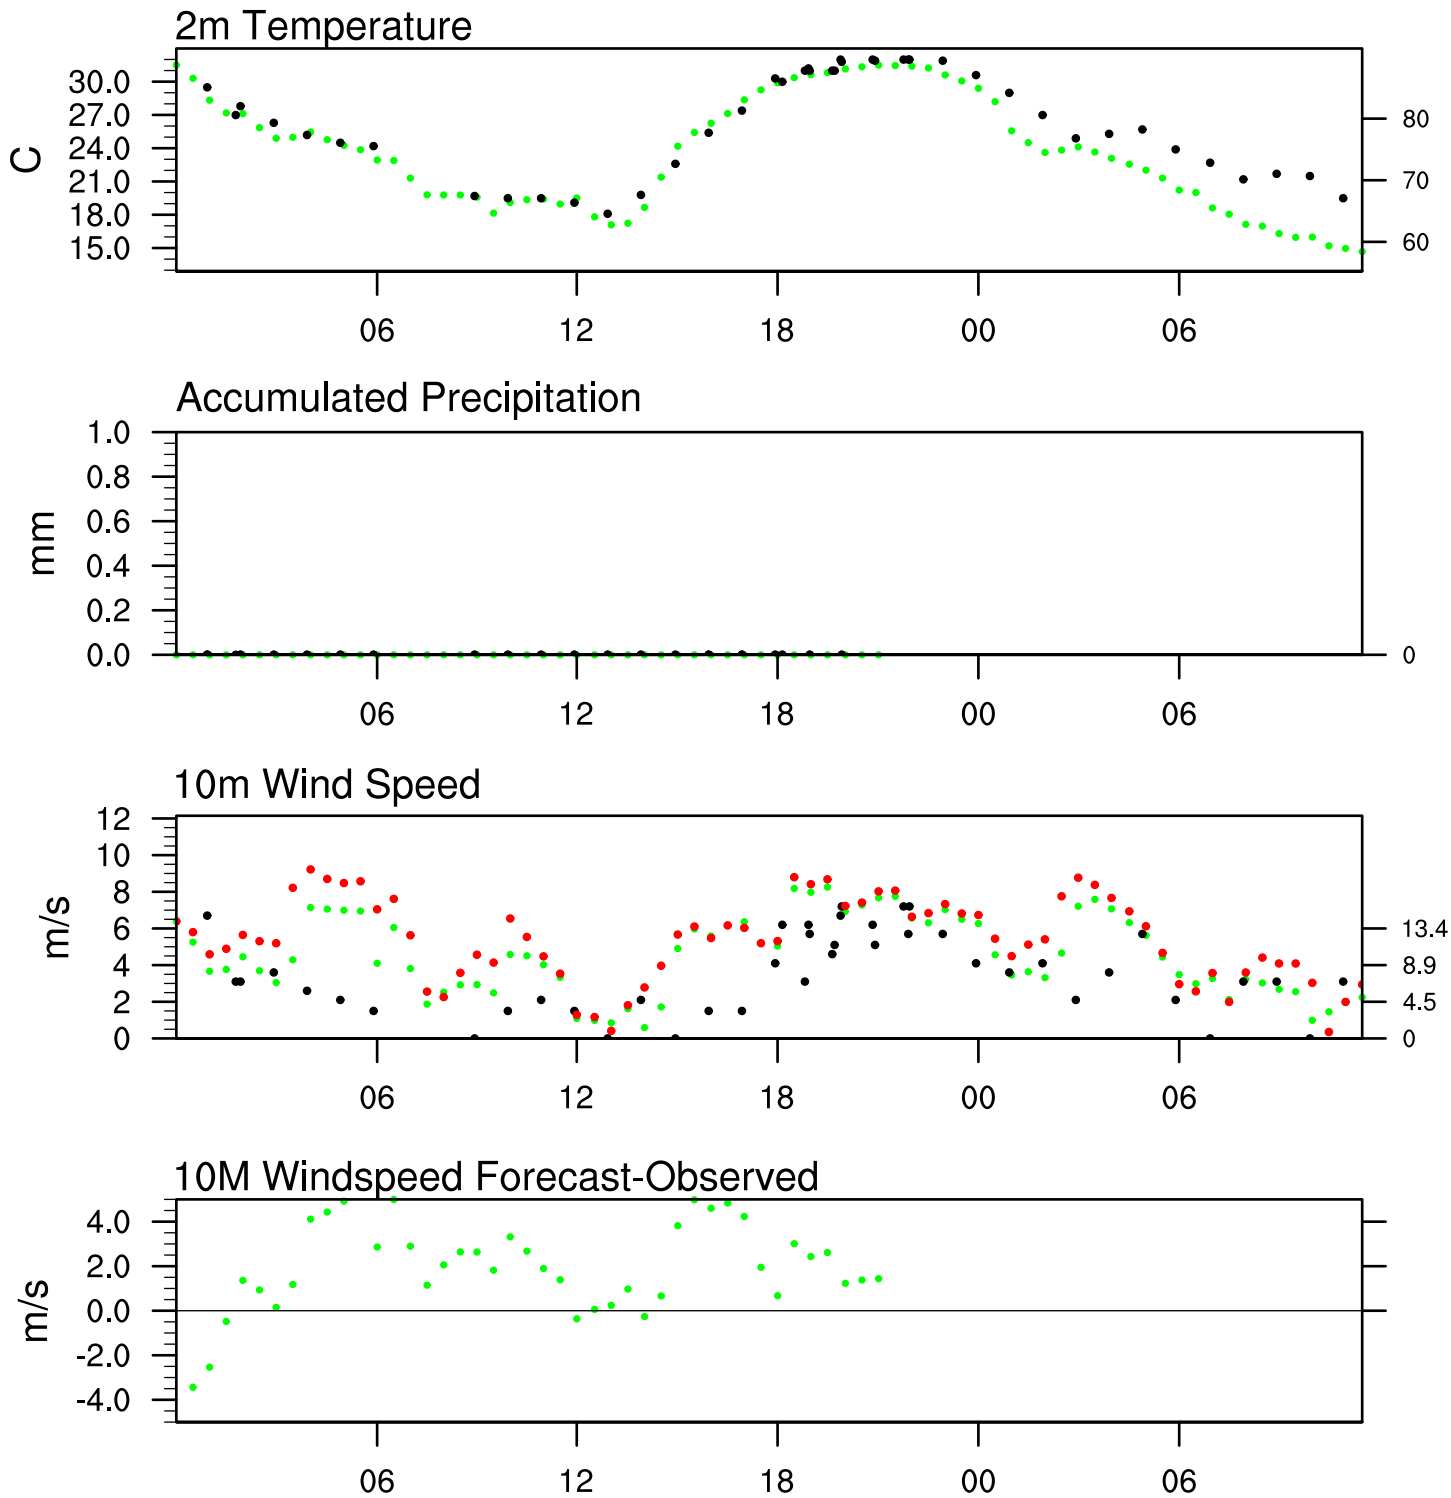 2m Temperature
30.0
27.0
24.0
21.0
18.0
15.0
C
80
70
60
06 12 18 00 06
Accumulated Precipitation
1.0
0.8
0.6
0.4
0.2
0.0
mm
0
06 12 18 00 06
10m Wind Speed
12
10
8
6
4
2
0
m/s
13.4
8.9
4.5
0
06 12 18 00 06
10M Windspeed Forecast-Observed
4.0
2.0
0.0
-2.0
-4.0
m/s
06 12 18 00 06